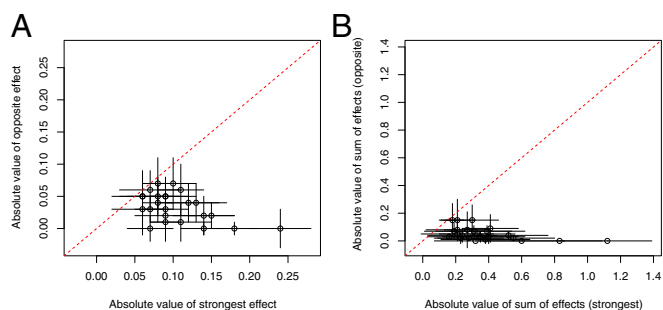 A
Absolute value of opposite effect
0.25
0.20
0.15
0.10
0.05
0.00
0.00 0.05 0.10 0.15 0.20 0.25
Absolute value of strongest effect
B
Absolute value of sum of effects (opposite)
1.4
1.2
1.0
0.8
0.6
0.4
0.2
0.0
0.0 0.2 0.4 0.6 0.8 1.0 1.2 1.4
Absolute value of sum of effects (strongest)